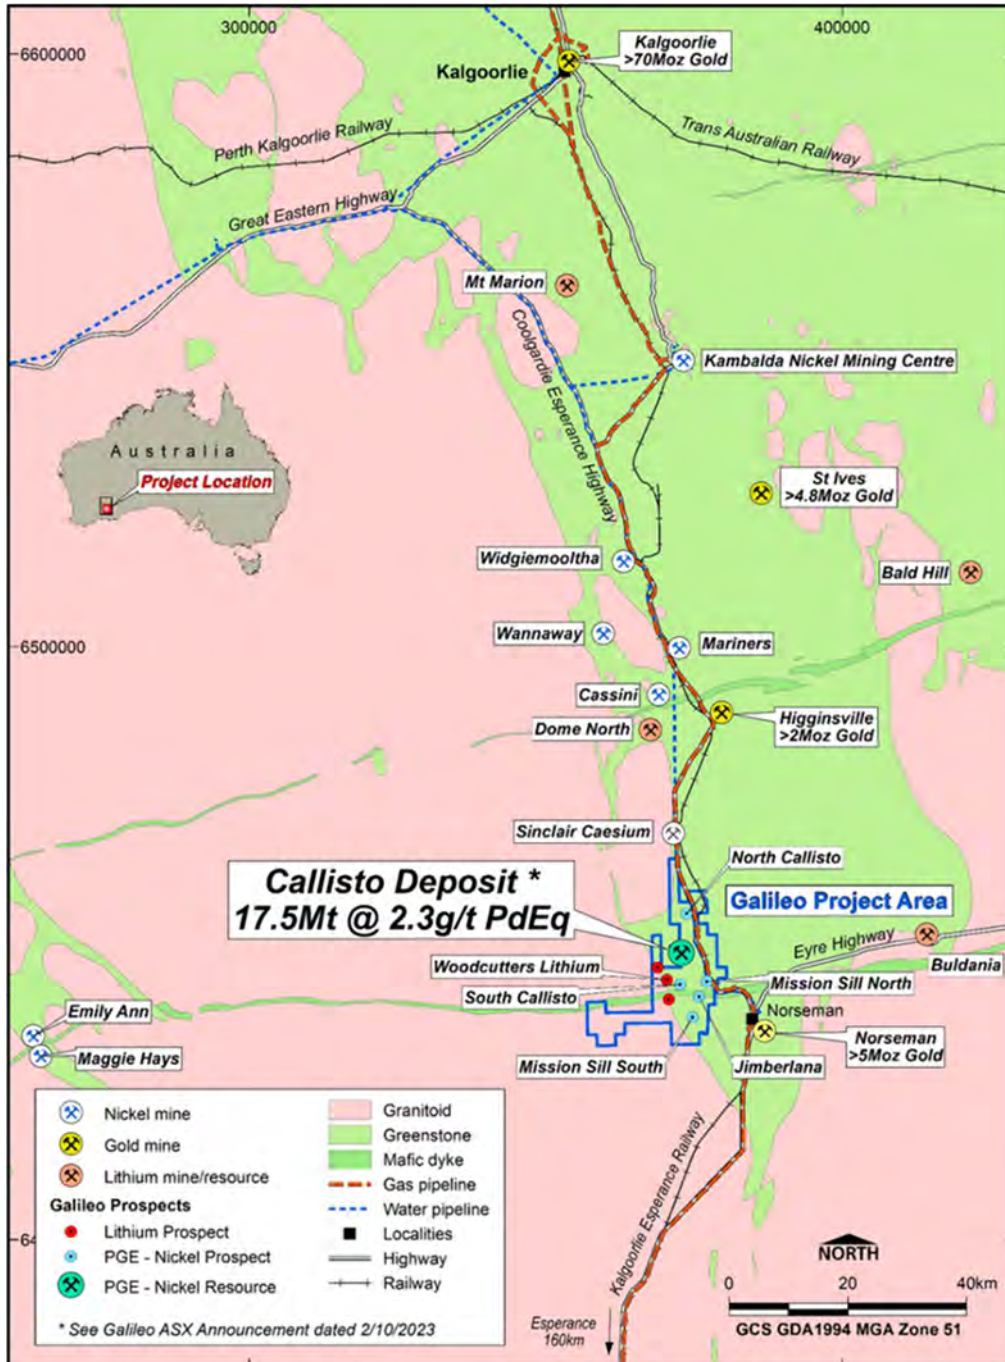 300000
400000
6600000
Kalgoorlie
>70Moz Gold
Kalgoorlie
Perth Kalgoorlie Railway
Trans Australian Railway
Great Eastern Highway
Mt Marion
Coolgardie Esperance Highway
Kambalda Nickel Mining Centre
Australia
Project Location
St Ives
>4.8Moz Gold
Widgiemooltha
Bald Hill
Wannaway
Mariners
6500000
Cassini
Dome North
Higginsville
>2Moz Gold
Sinclair Caesium
North Callisto
Callisto Deposit *
17.5Mt @ 2.3g/t PdEq
Galileo Project Area
Eyre Highway
Woodcutters Lithium
Buldania
South Callisto
Mission Sill North
Norseman
Emily Ann
Maggie Hays
Norseman
>5Moz Gold
Mission Sill South
Jimberlana
Nickel mine
Gold mine
Lithium mine/resource
Galileo Prospects
Lithium Prospect
PGE - Nickel Prospect
PGE - Nickel Resource
Granitoid
Greenstone
Mafic dyke
Gas pipeline
Water pipeline
Localities
Highway
Railway
* See Galileo ASX Announcement dated 2/10/2023
Kalgoorlie Esperance Railway
Esperance
160km
NORTH
0 20 40km
GCS GDA1994 MGA Zone 51